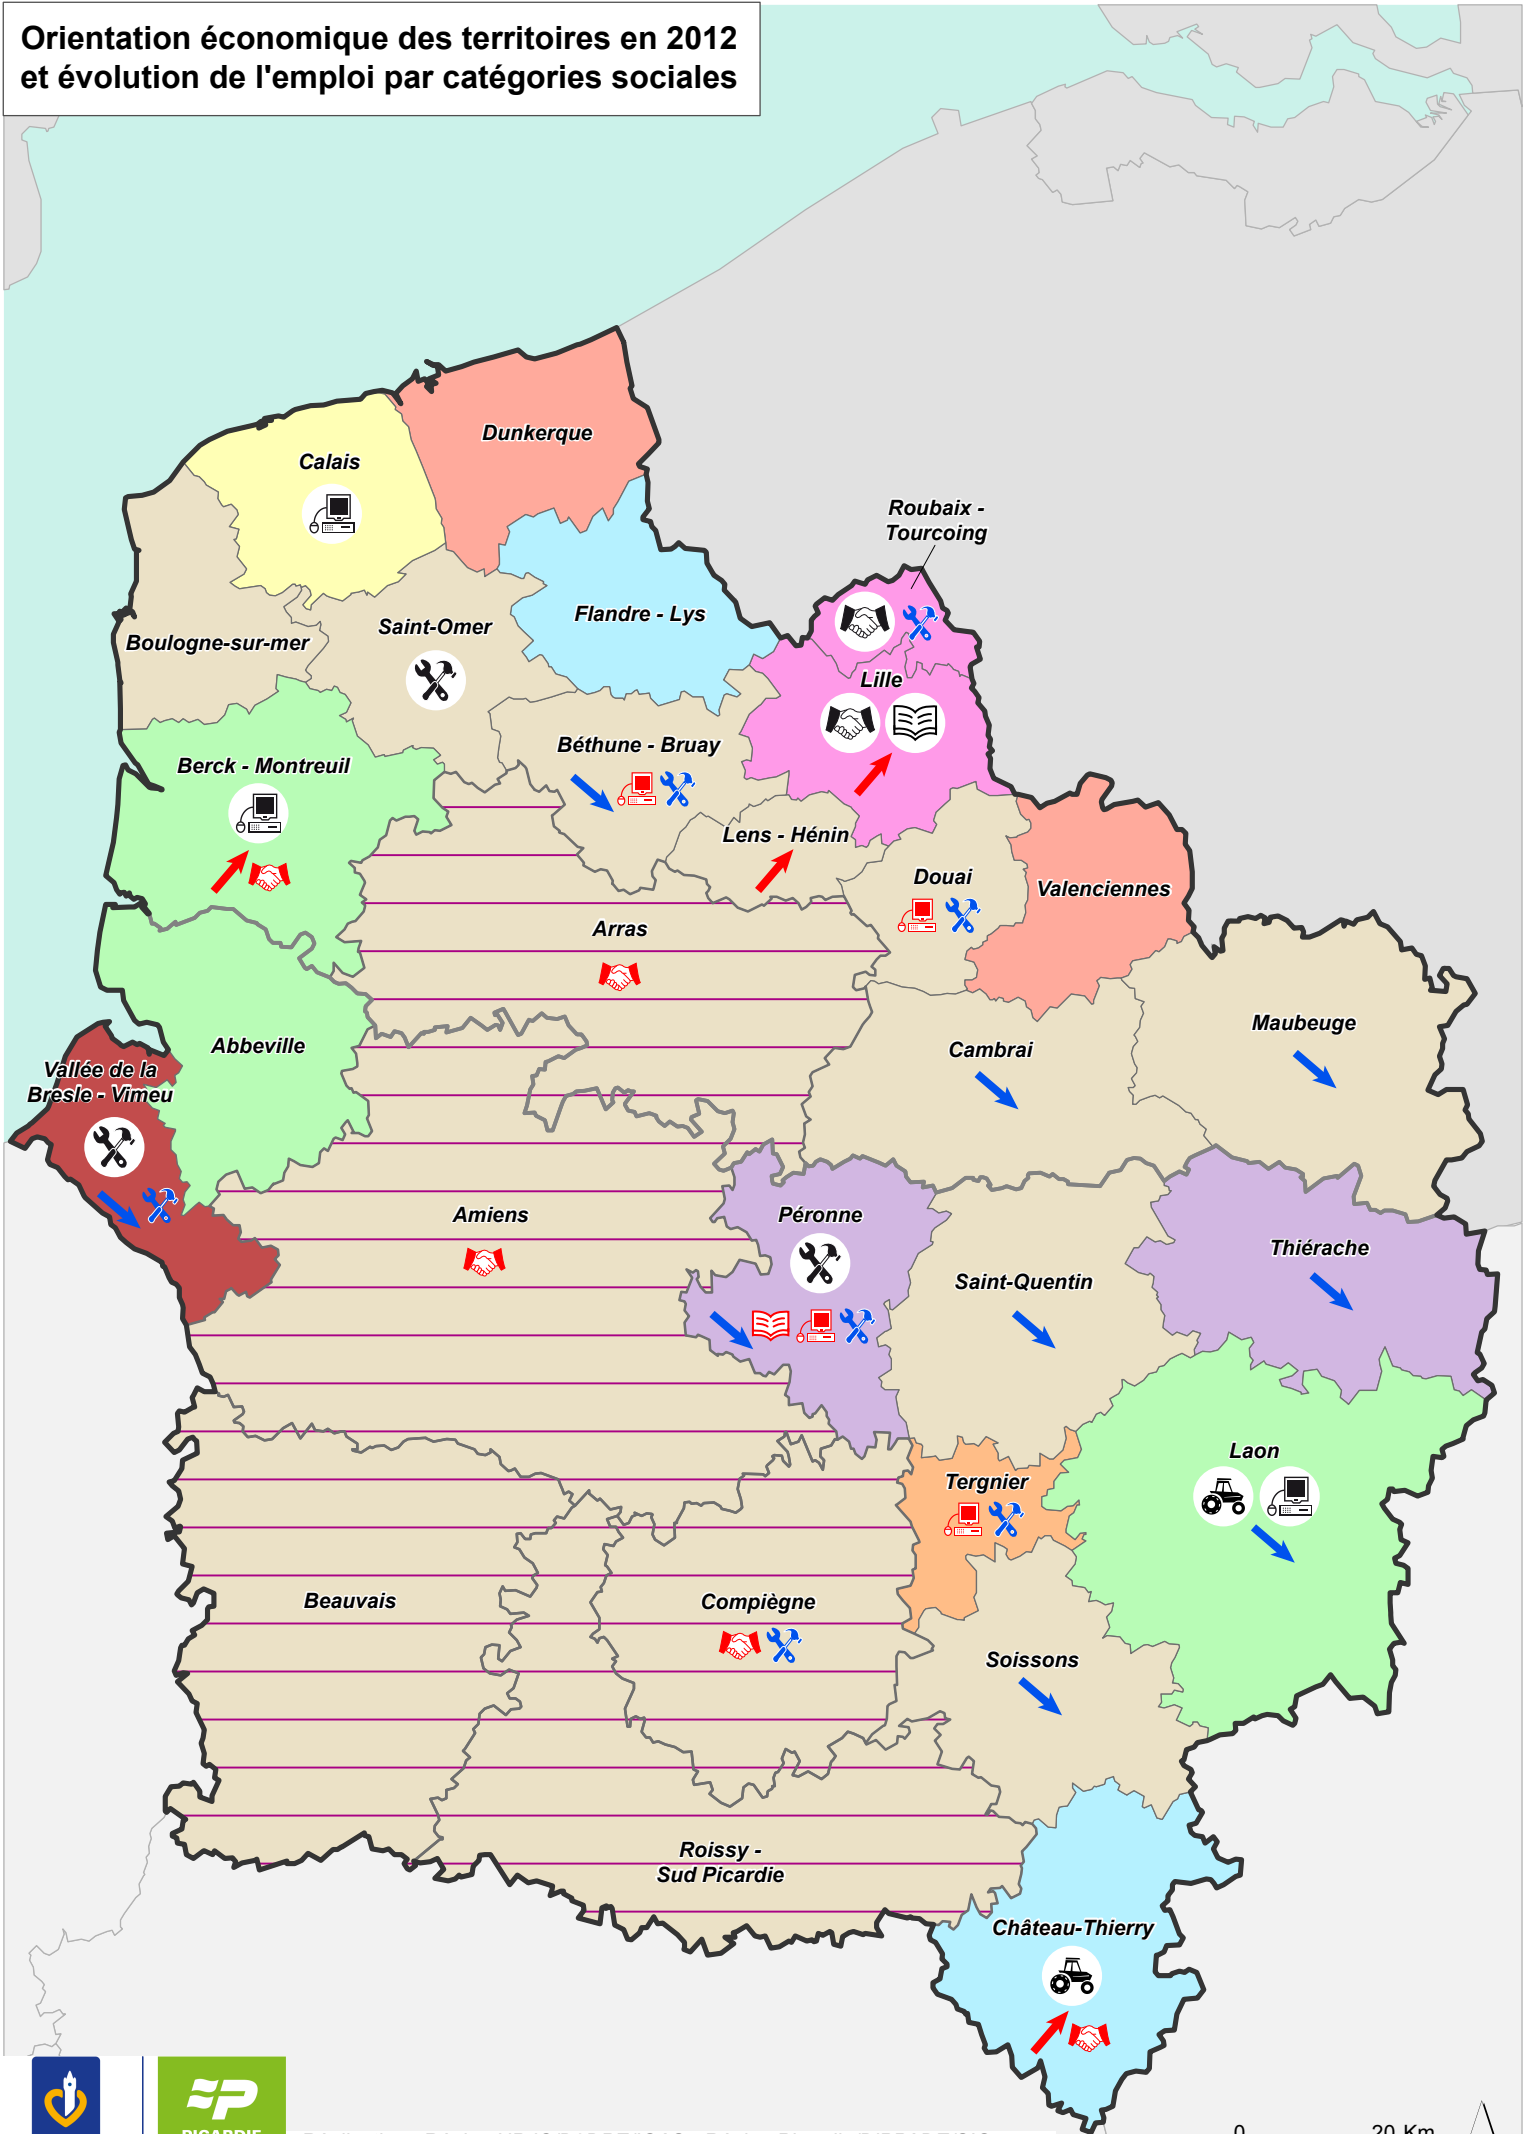 Orientation économique des territoires en 2012
et évolution de l'emploi par catégories sociales
Dunkerque
Calais
Roubaix -
Tourcoing
Flandre - Lys
Saint-Omer
Boulogne-sur-mer
Lille
Béthune - Bruay
Berck - Montreuil
Lens - Hénin
Douai
Valenciennes
Arras
Maubeuge
Abbeville
Cambrai
Vallée de la
Bresle - Vimeu
Amiens
Péronne
Thiérache
Saint-Quentin
Laon
Tergnier
Beauvais
Compiègne
Soissons
Roissy -
Sud Picardie
Château-Thierry
PICARDIE
0
20 Km